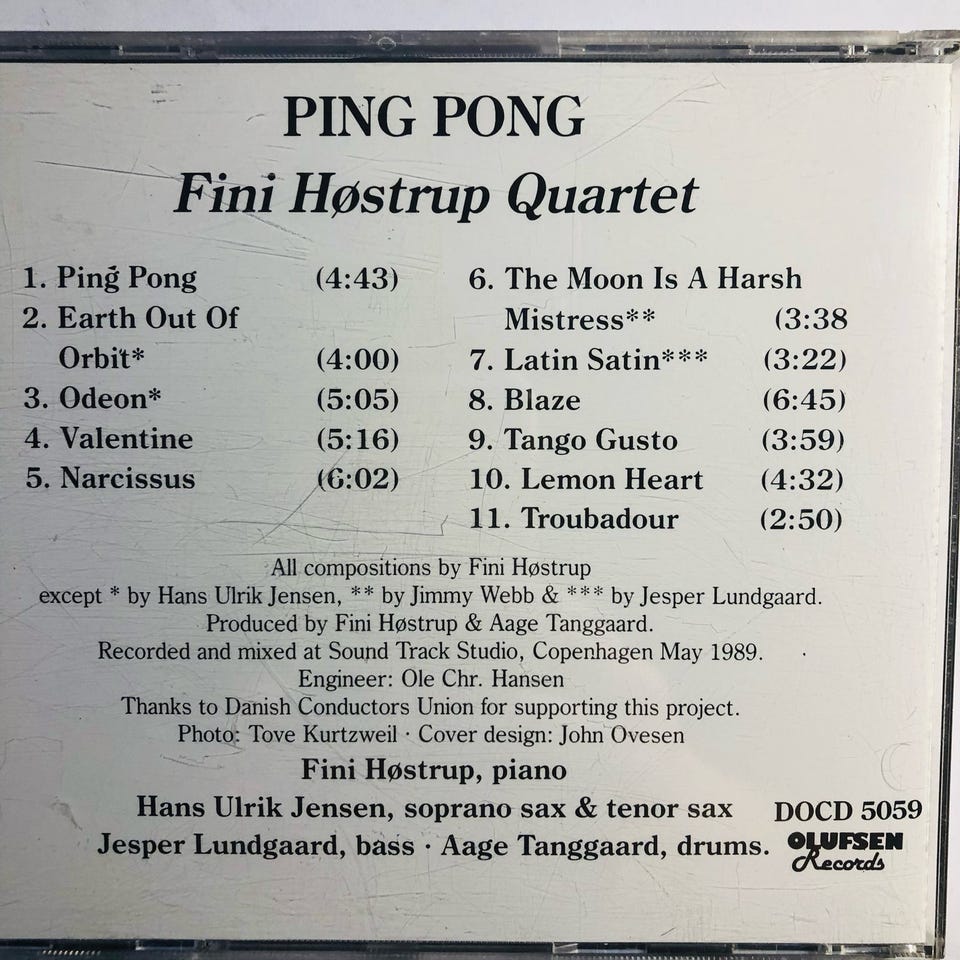 PING PONG
Fini Høstrup Quartet
1. Ping Pong (4:43)
2. Earth Out Of
Orbit* (4:00)
3. Odeon* (5:05)
4. Valentine (5:16)
5. Narcissus (6:02)
6. The Moon Is A Harsh
Mistress** (3:38
7. Latin Satin*** (3:22)
8. Blaze (6:45)
9. Tango Gusto (3:59)
10. Lemon Heart (4:32)
11. Troubadour (2:50)
All compositions by Fini Høstrup
except * by Hans Ulrik Jensen, ** by Jimmy Webb & *** by Jesper Lundgaard.
Produced by Fini Høstrup & Aage Tanggaard.
Recorded and mixed at Sound Track Studio, Copenhagen May 1989.
Engineer: Ole Chr. Hansen
Thanks to Danish Conductors Union for supporting this project.
Photo: Tove Kurtzweil · Cover design: John Ovesen
Fini Høstrup, piano
Hans Ulrik Jensen, soprano sax & tenor sax
Jesper Lundgaard, bass · Aage Tanggaard, drums.
DOCD 5059
OLUFSEN
Records